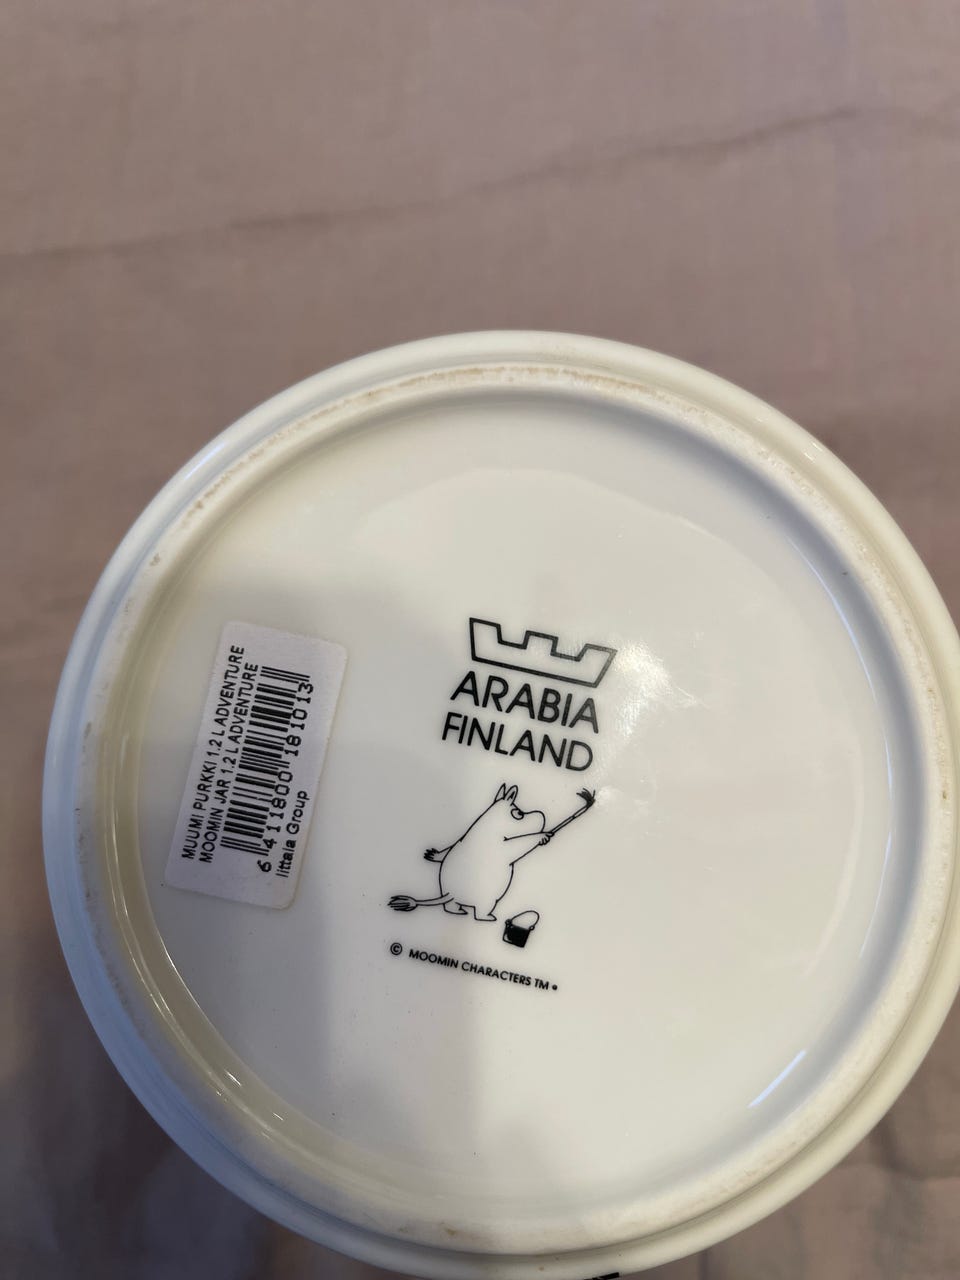 ARABIA
FINLAND
© MOOMIN CHARACTERS TM
MUUMI PURKKI 1.2 L ADVENTURE
MOOMIN JAR 1.2 L ADVENTURE
6 411800 181013
Iittala Group